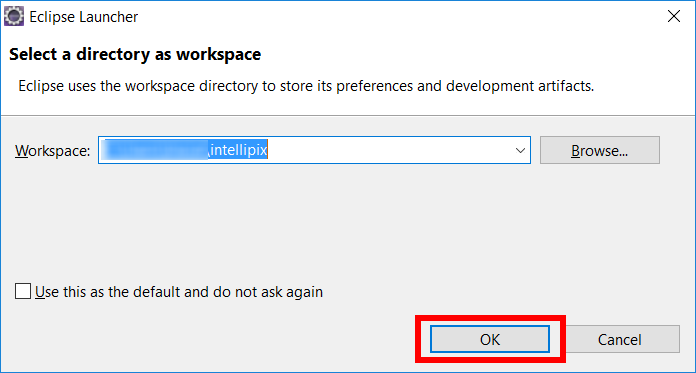 Eclipse Launcher
Select a directory as workspace
Eclipse uses the workspace directory to store its preferences and development artifacts.
Workspace: \intellipix Browse...
Use this as the default and do not ask again
OK Cancel